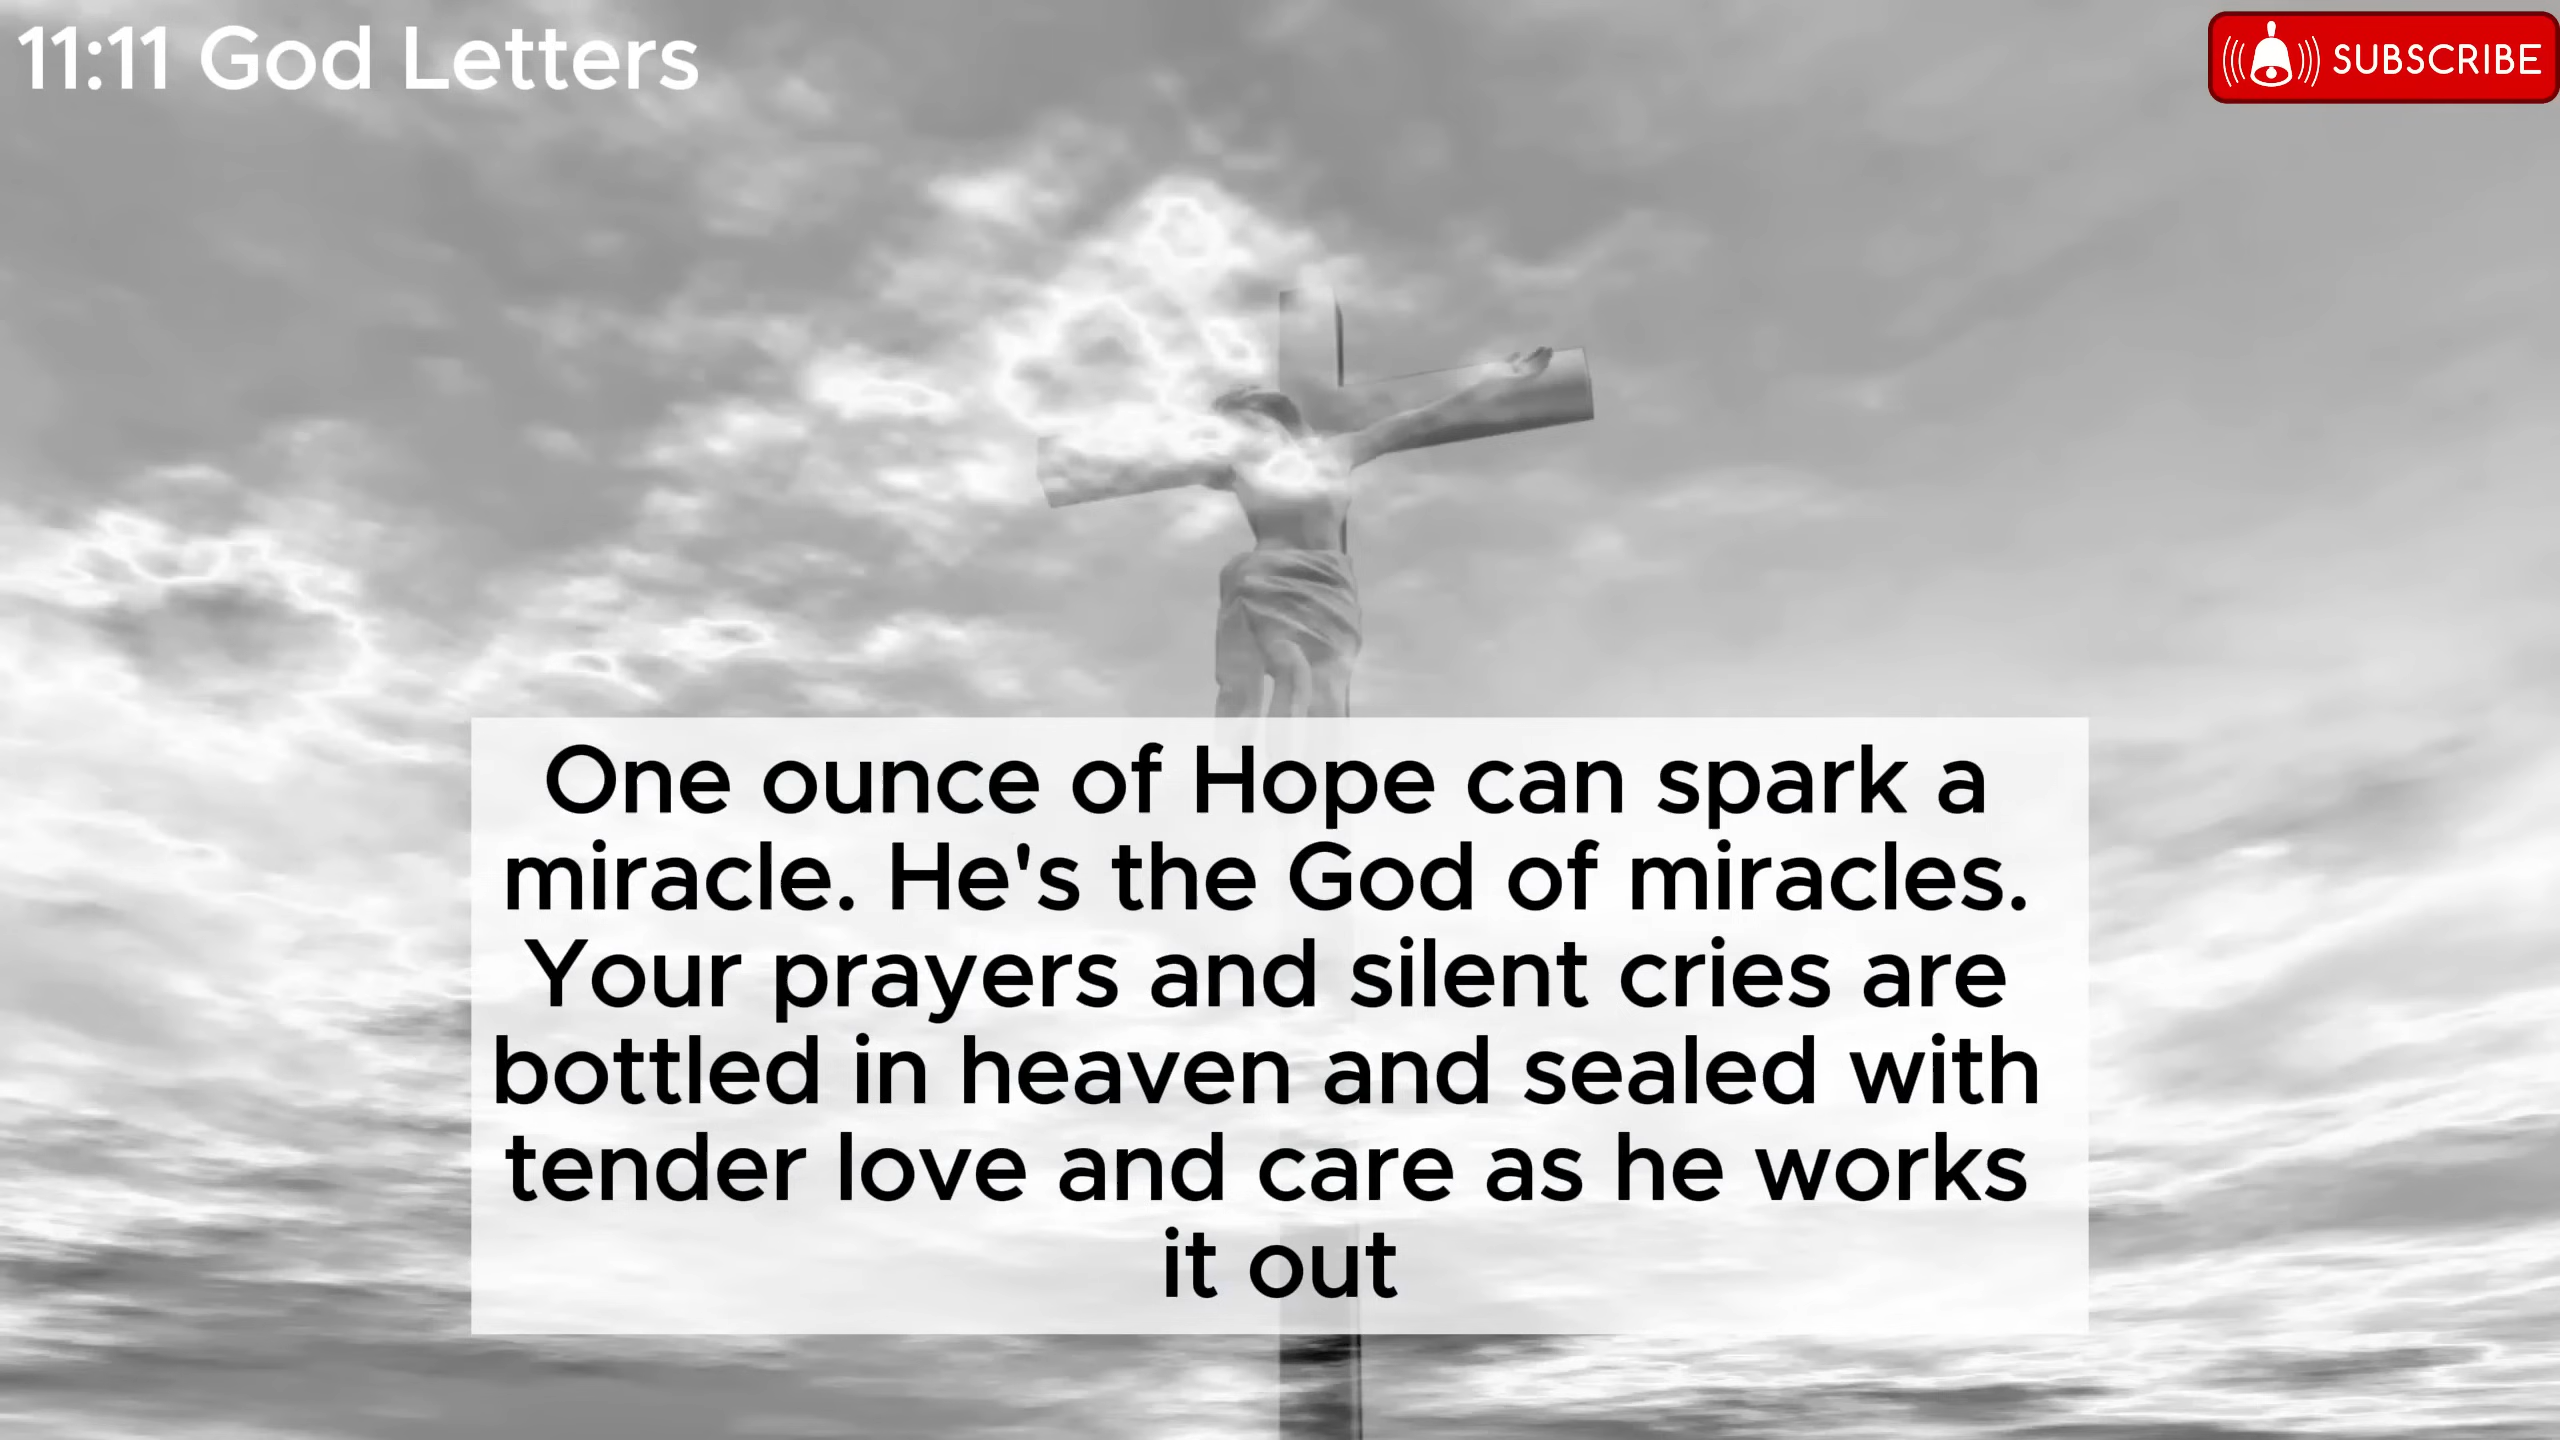 11:11 God Letters
SUBSCRIBE
One ounce of Hope can spark a
miracle. He's the God of miracles.
Your prayers and silent cries are
bottled in heaven and sealed with
tender love and care as he works
it out